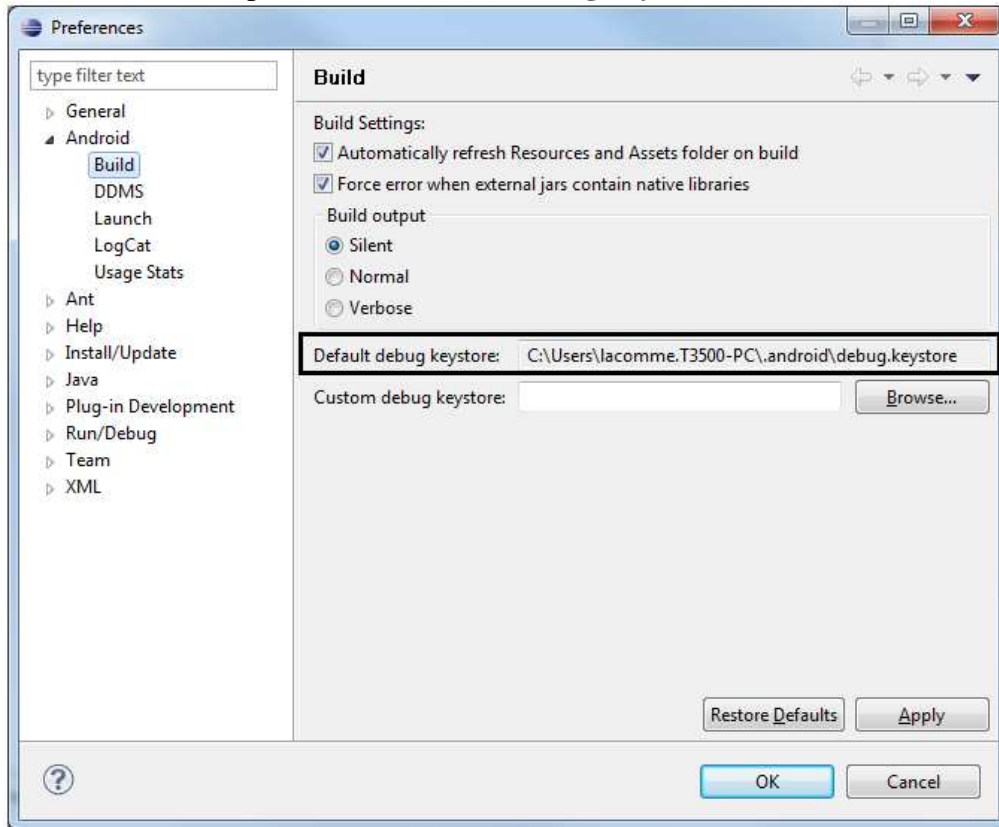 Preferences
type filter text
General
Android
Build
DDMS
Launch
LogCat
Usage Stats
Ant
Help
Install/Update
Java
Plug-in Development
Run/Debug
Team
XML
Build
Build Settings:
Automatically refresh Resources and Assets folder on build
Force error when external jars contain native libraries
Build output
Silent
Normal
Verbose
Default debug keystore: C:\Users\lacomme.T3500-PC\.android\debug.keystore
Custom debug keystore: Browse...
Restore Defaults Apply
? OK Cancel